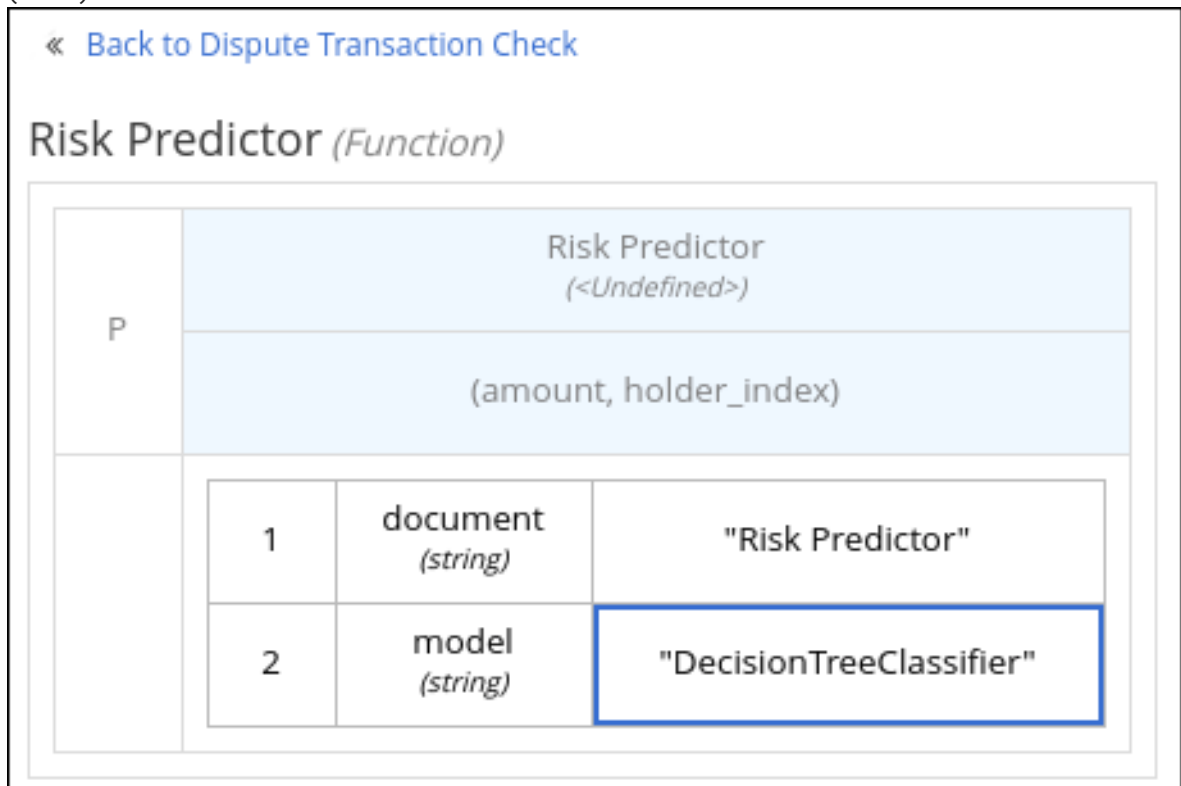 « Back to Dispute Transaction Check
Risk Predictor (Function)
Risk Predictor
(<Undefined>)
P
(amount, holder_index)
1
document
(string)
"Risk Predictor"
2
model
(string)
"DecisionTreeClassifier"